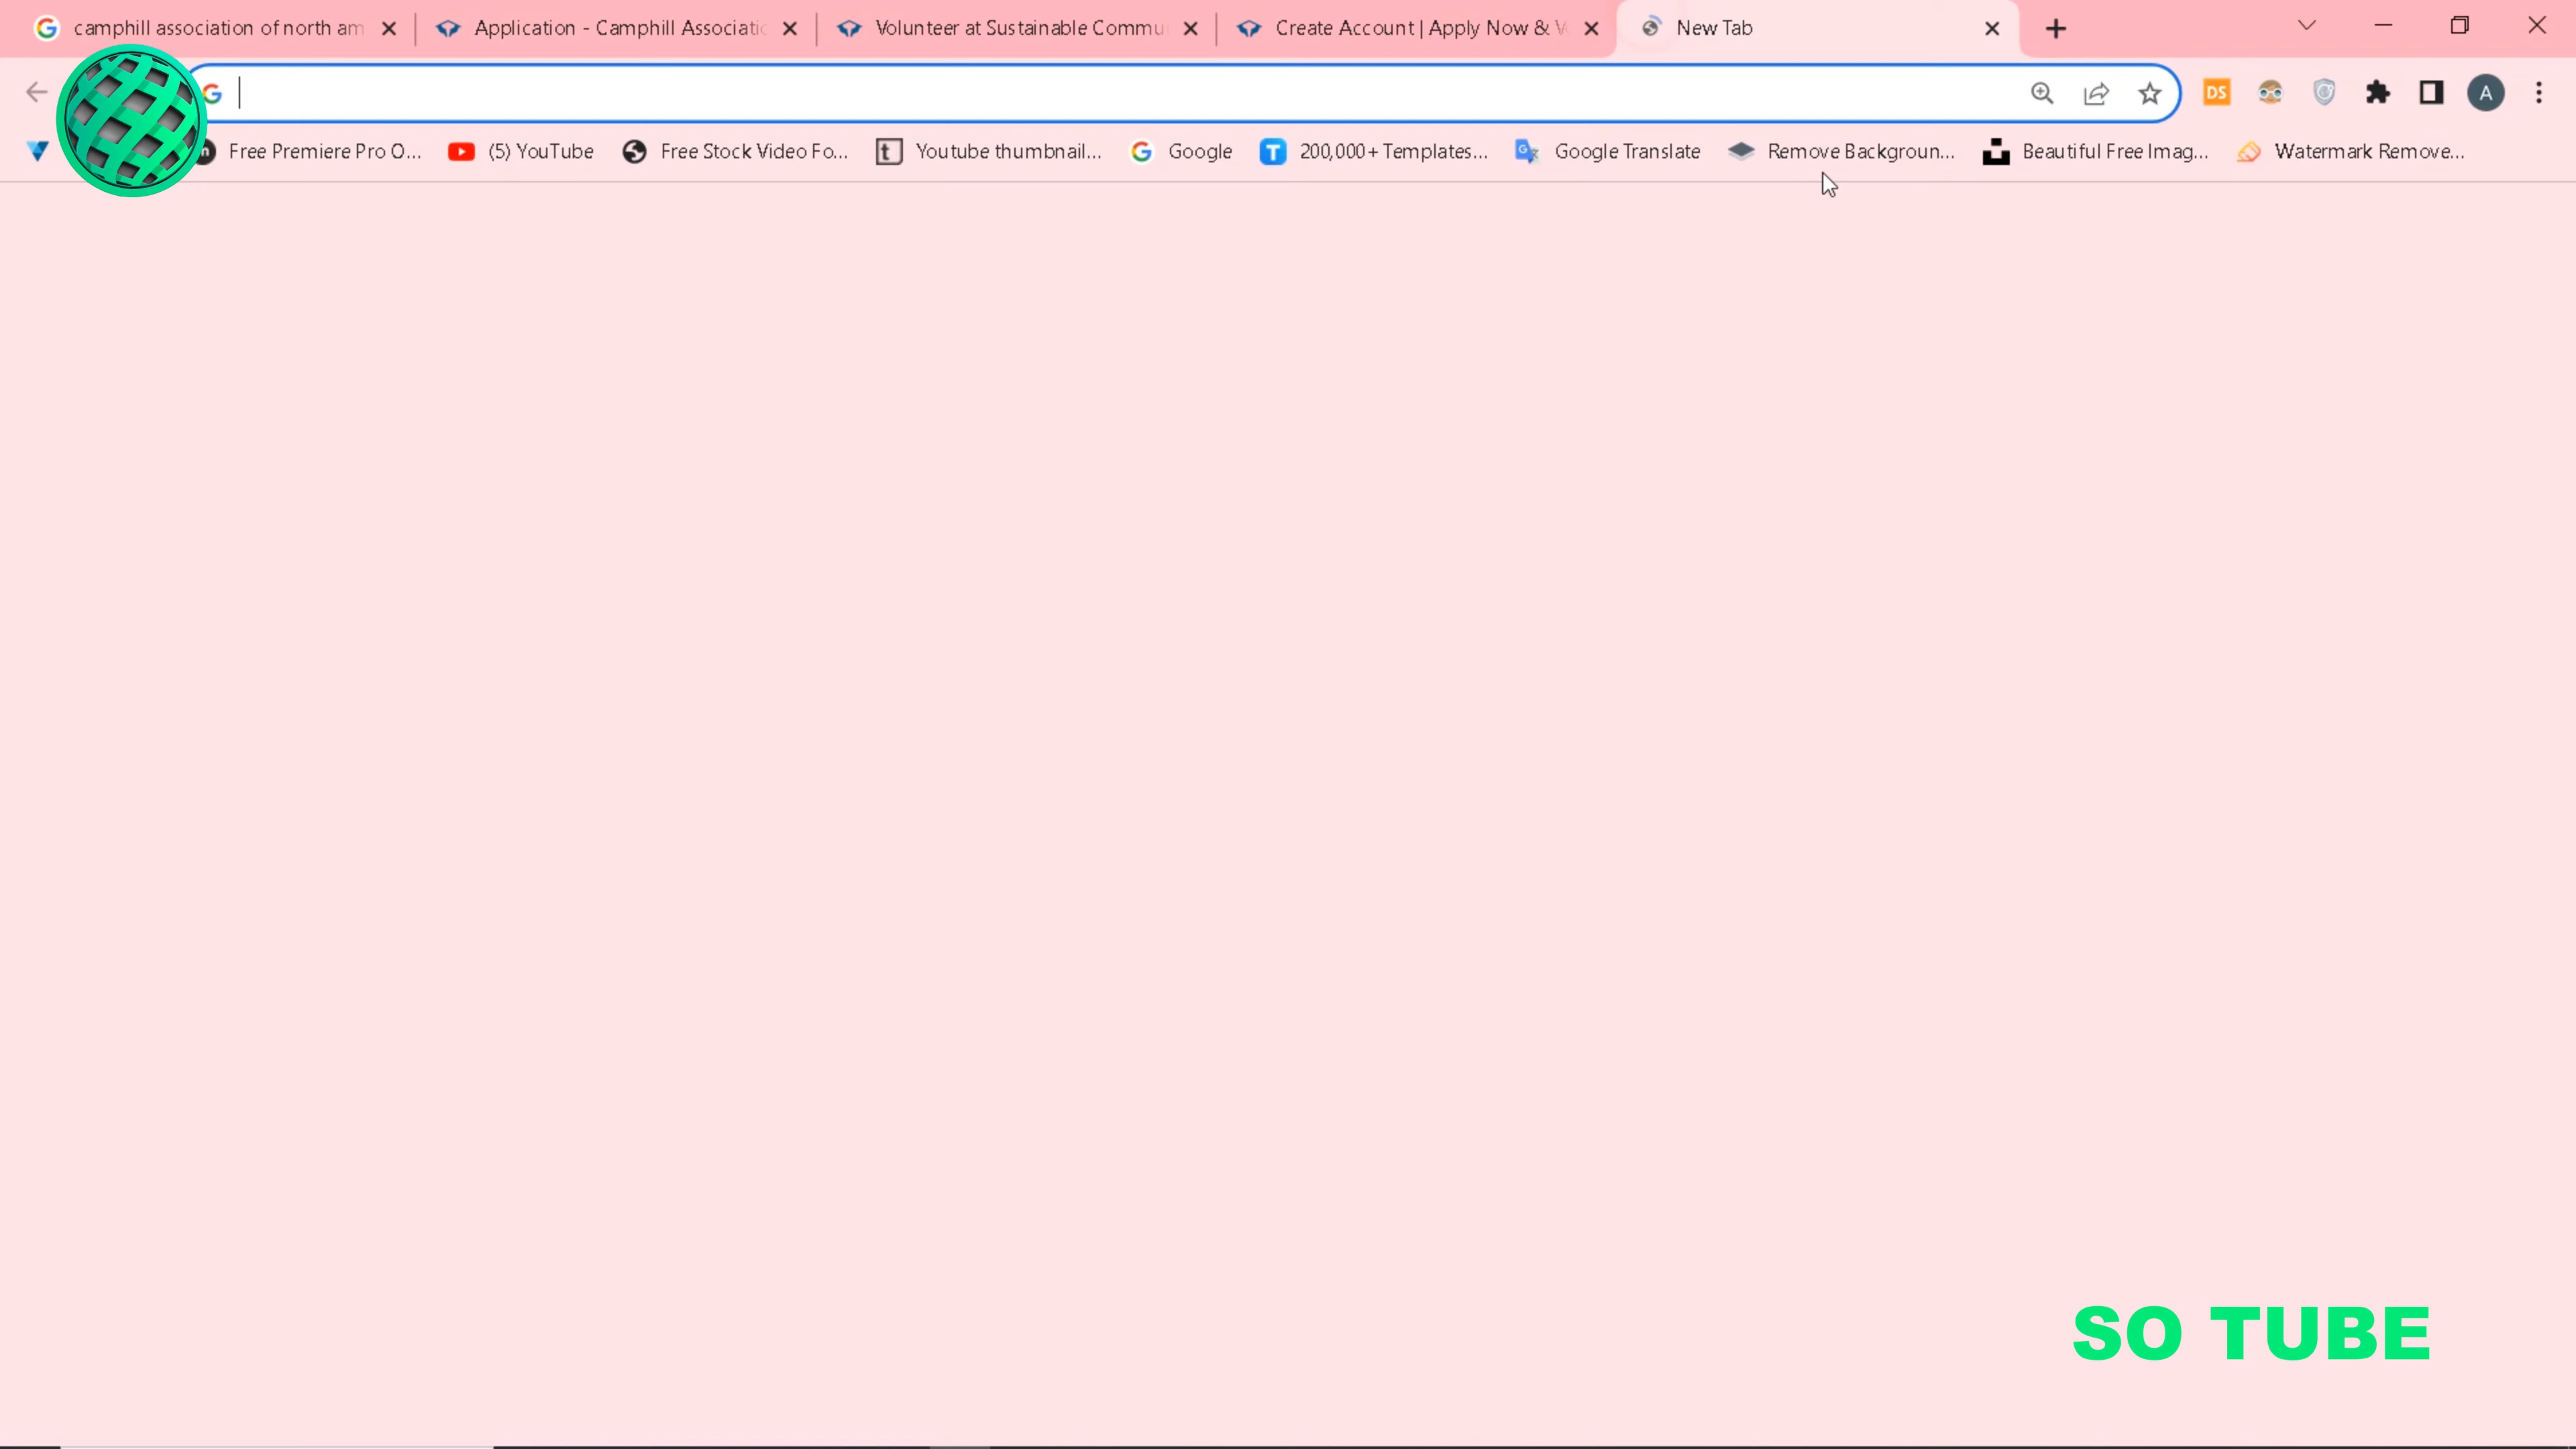 camphill association of north am
Application - Camphill Associatic
Volunteer at Sustainable Commu
Create Account | Apply Now & V
New Tab
DS
A
Free Premiere Pro O...
(5) YouTube
Free Stock Video Fo...
Youtube thumbnail...
Google
200,000+ Templates...
Google Translate
Remove Backgroun...
Beautiful Free Imag...
Watermark Remove...
SO TUBE